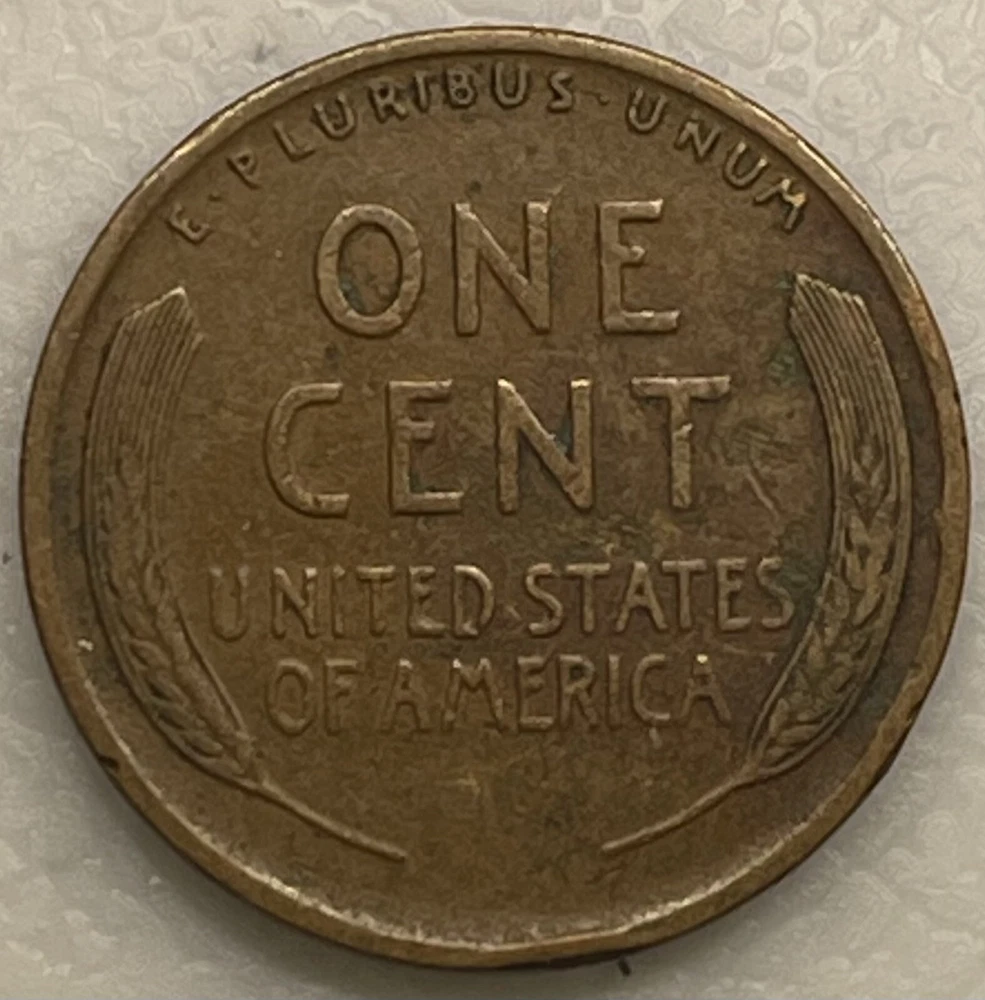 E · PLURIBUS · UNUM
ONE
CENT
UNITED·STATES
OF AMERICA